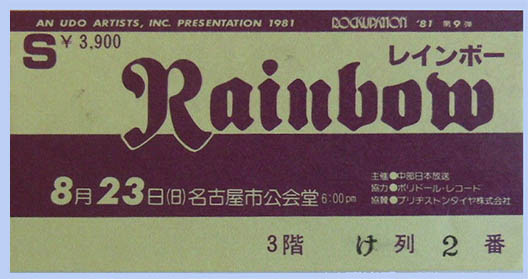 AN UDO ARTISTS, INC. PRESENTATION 1981 ROCKUPATION '81 第9弾
S ¥3,900
レインボー
Rainbow
8月23日(日)名古屋市公会堂6:00pm
主催●中部日本放送
協力●ポリドール・レコード
協賛●ブリヂストンタイヤ株式会社
3階 け列 2番